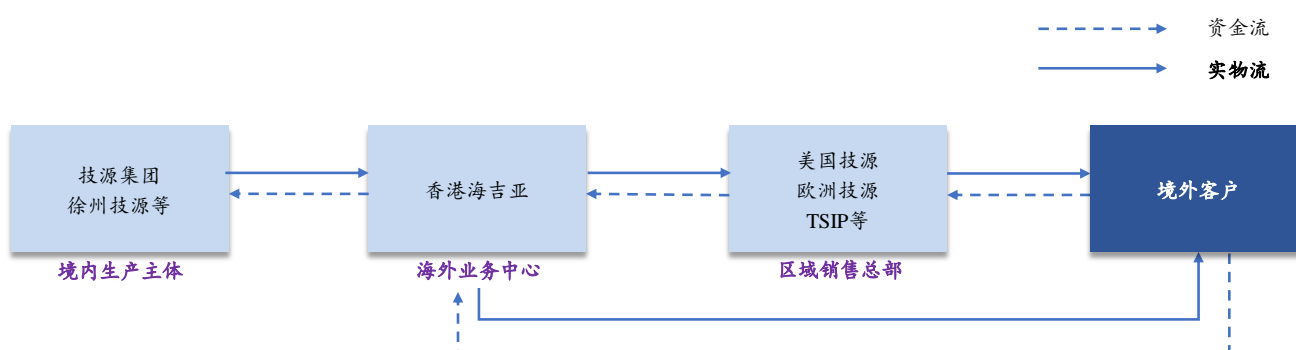 资金流
实物流
技源集团
徐州技源等
香港海吉亚
美国技源
欧洲技源
TSIP等
境外客户
境内生产主体
海外业务中心
区域销售总部